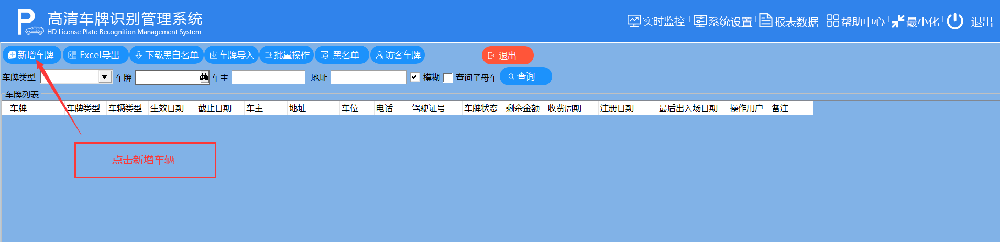 高清车牌识别管理系统
HD License Plate Recognition Management System
实时监控 系统设置 报表数据 帮助中心 最小化 退出
新增车牌 Excel导出 下载黑白名单 车牌导入 批量操作 黑名单 访客车牌 退出
车牌类型 车牌 车主 地址 模糊 查询子母车 查询
车牌列表
车牌 车牌类型 车辆类型 生效日期 截止日期 车主 地址 车位 电话 驾驶证号 车牌状态 剩余金额 收费周期 注册日期 最后出入场日期 操作用户 备注
点击新增车辆